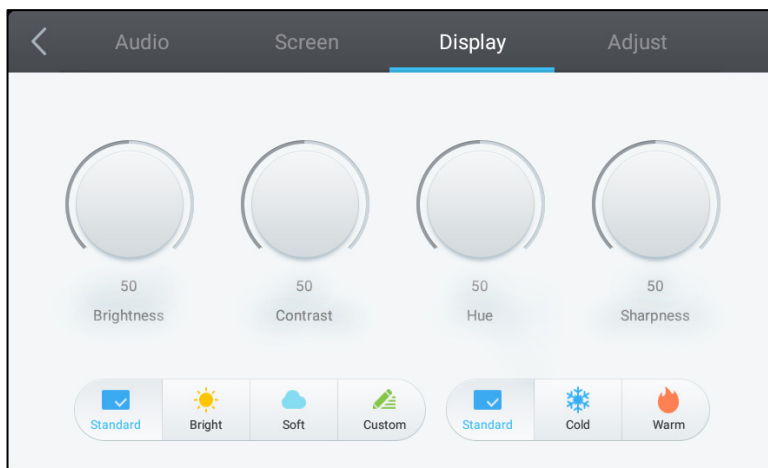 Audio Screen Display Adjust
50 50 50 50
Brightness Contrast Hue Sharpness
Standard Bright Soft Custom Standard Cold Warm